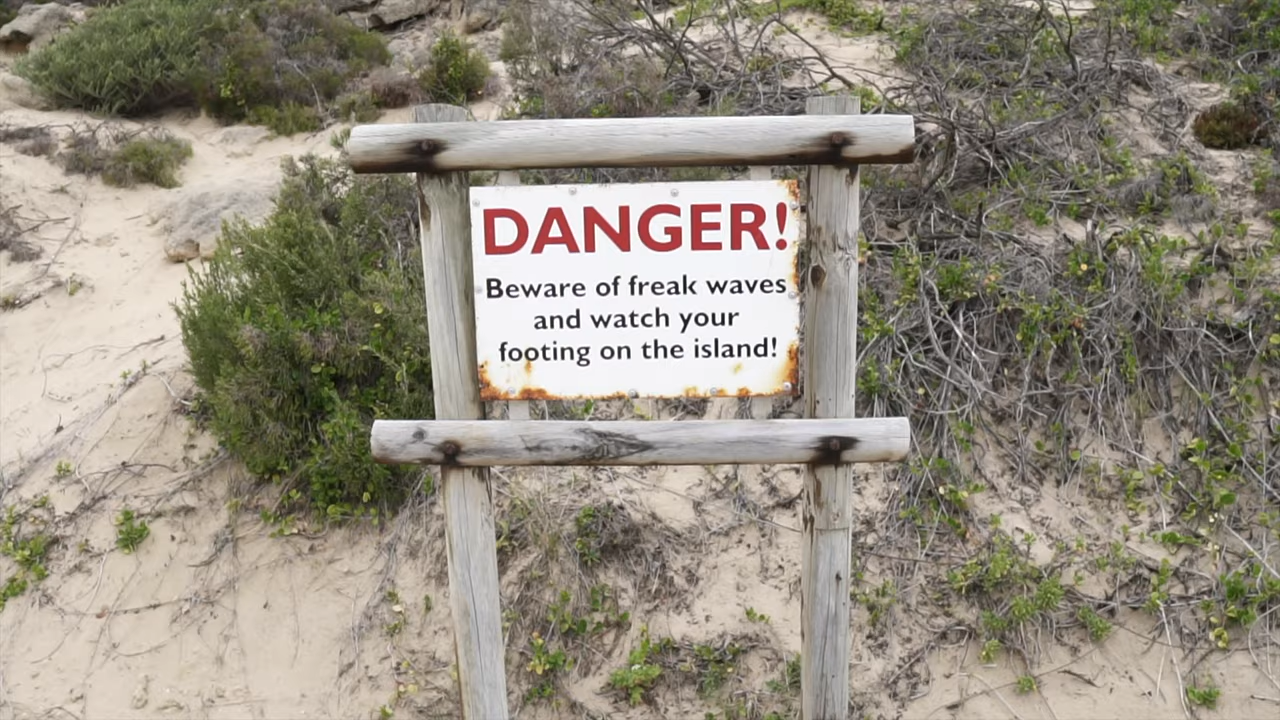 DANGER!
Beware of freak waves
and watch your
footing on the island!